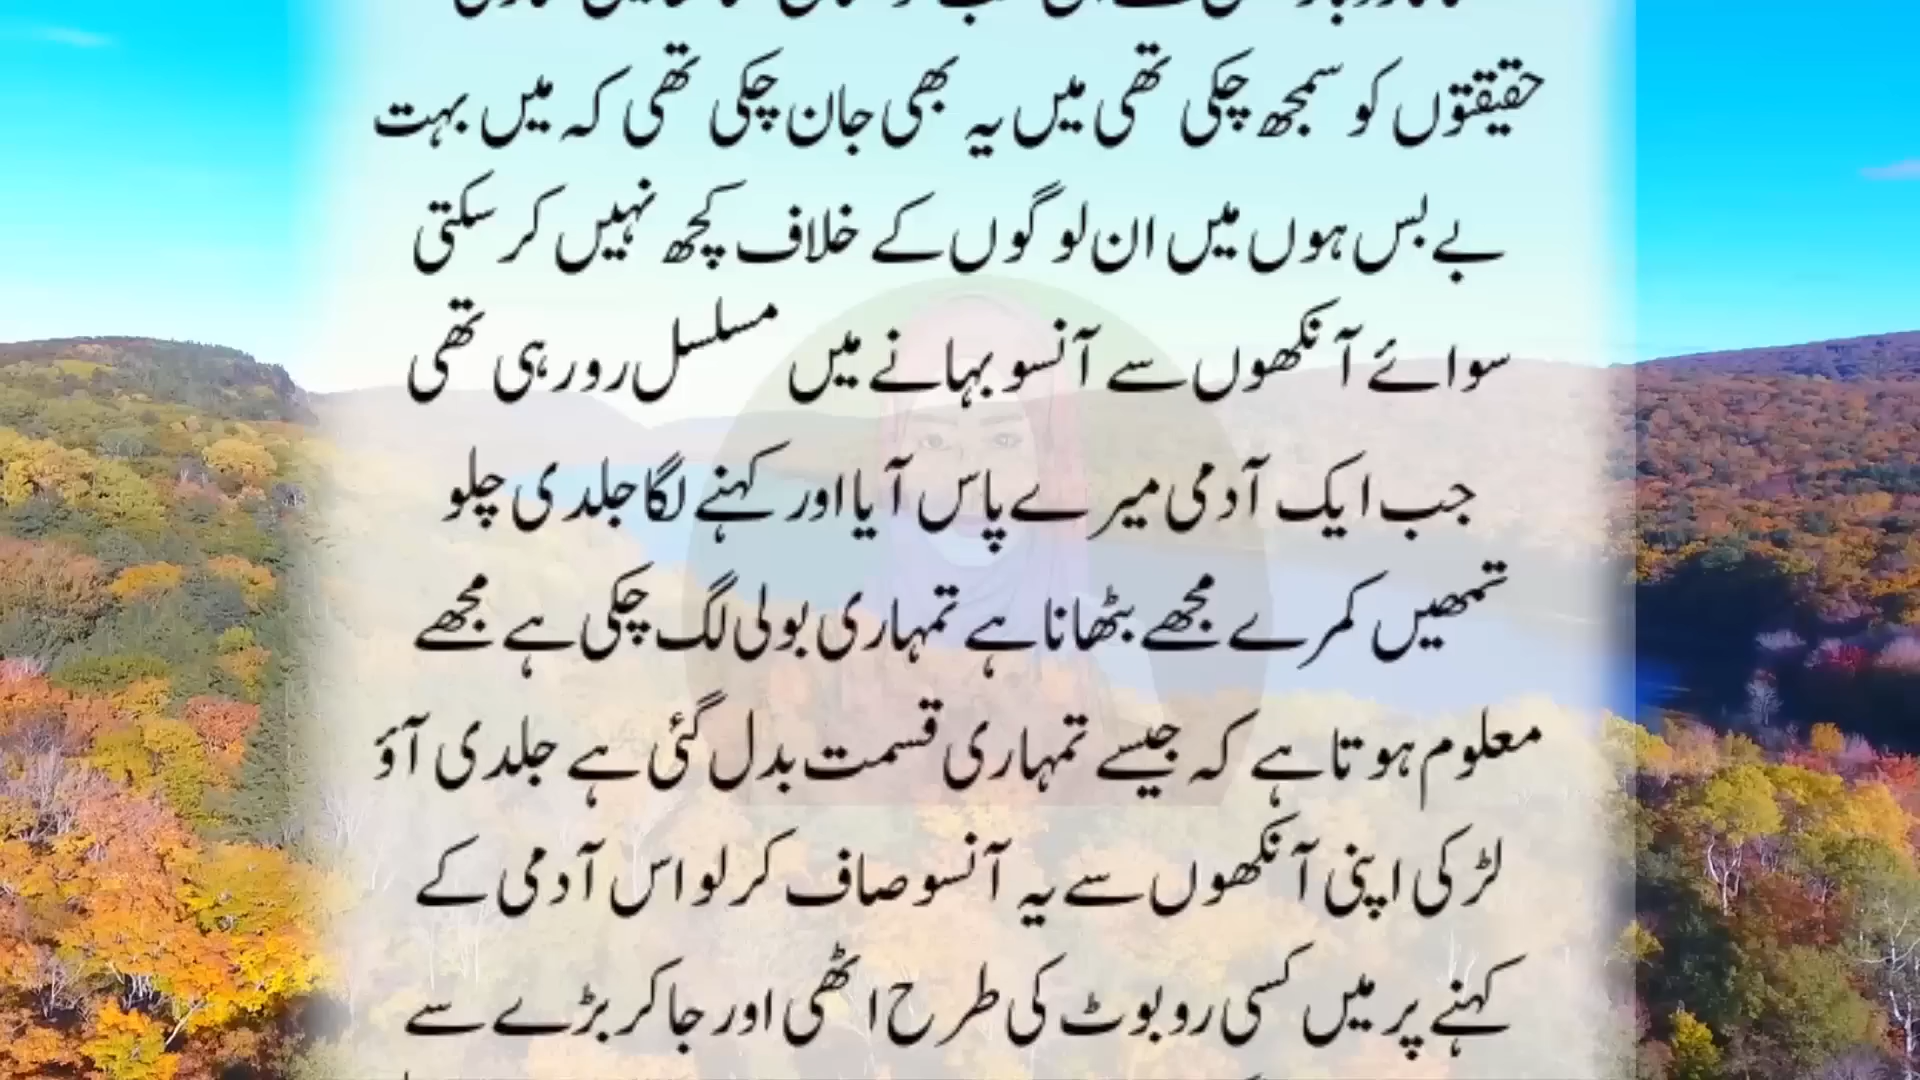 حقیقتوں کو سمجھ چکی تھی میں یہ بھی جان چکی تھی کہ میں بہت
بے بس ہوں میں ان لوگوں کے خلاف کچھ نہیں کر سکتی
سوائے آنکھوں سے آنسو بہانے میں مسلسل رو رہی تھی
جب ایک آدمی میرے پاس آیا اور کہنے لگا جلدی چلو
تمھیں کمرے مجھے بٹھانا ہے تمہاری بولی لگ چکی ہے مجھے
معلوم ہوتا ہے کہ جیسے تمہاری قسمت بدل گئی ہے جلدی آؤ
لڑکی اپنی آنکھوں سے یہ آنسو صاف کر لو اس آدمی کے
کہنے پر میں کسی روبوٹ کی طرح اٹھی اور جا کر بڑے سے